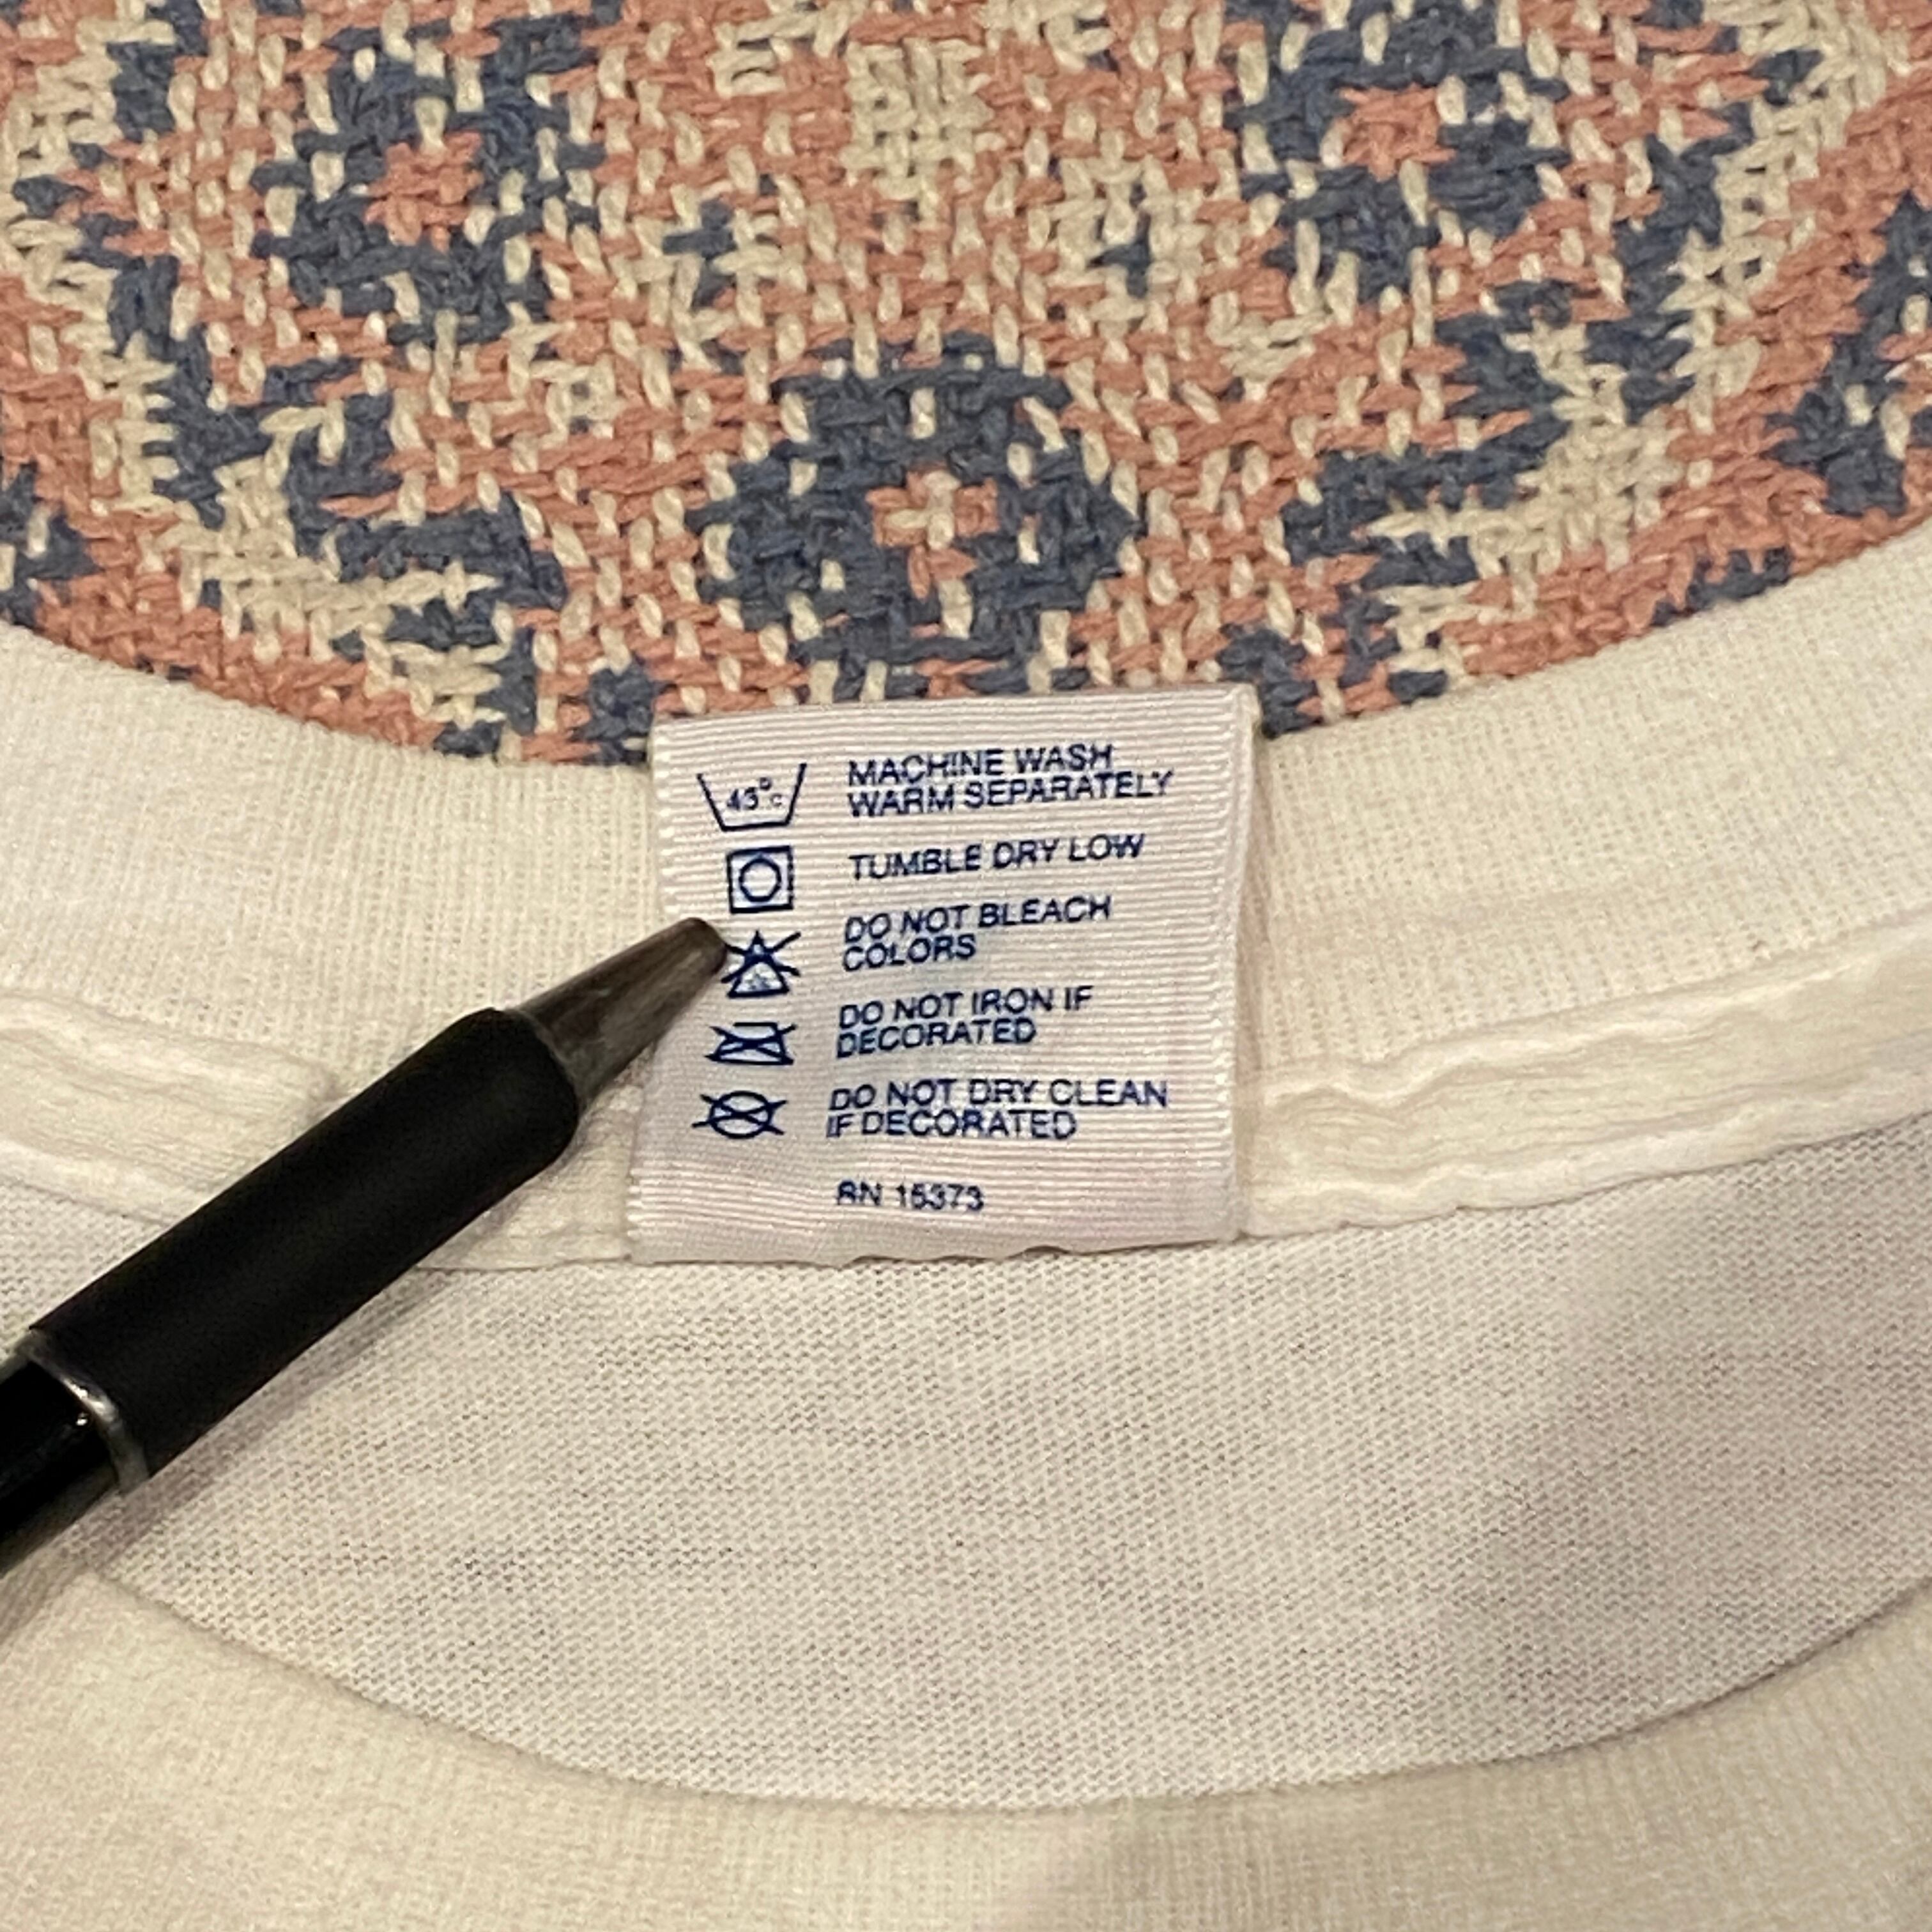 45°C MACHINE WASH
WARM SEPARATELY
TUMBLE DRY LOW
DO NOT BLEACH
COLORS
DO NOT IRON IF
DECORATED
DO NOT DRY CLEAN
IF DECORATED
RN 15373